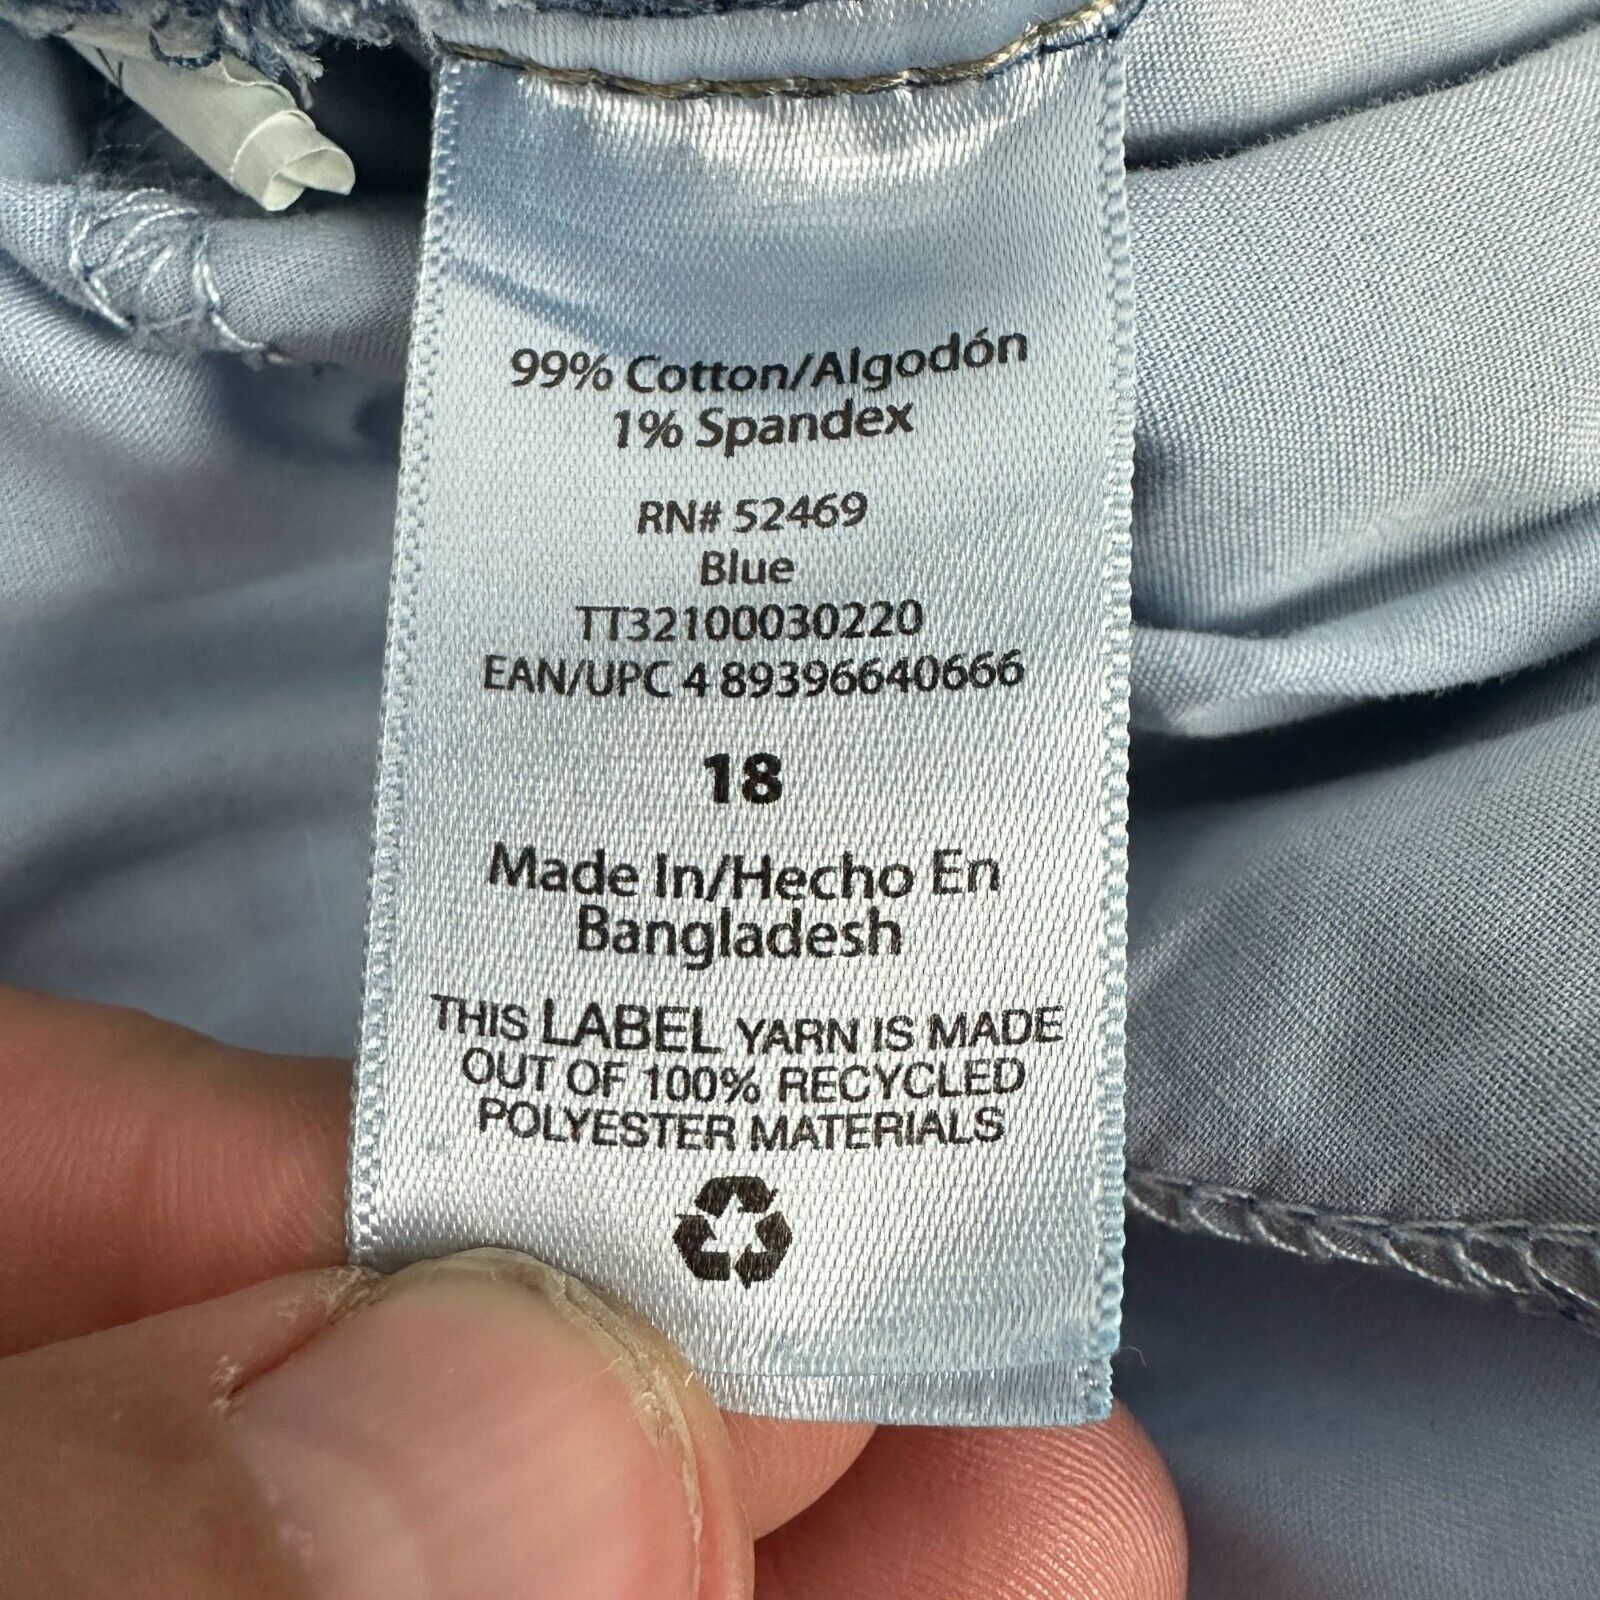 99% Cotton/Algodón
1% Spandex
RN# 52469
Blue
TT32100030220
EAN/UPC 4 89396640666
18
Made In/Hecho En
Bangladesh
THIS LABEL YARN IS MADE
OUT OF 100% RECYCLED
POLYESTER MATERIALS